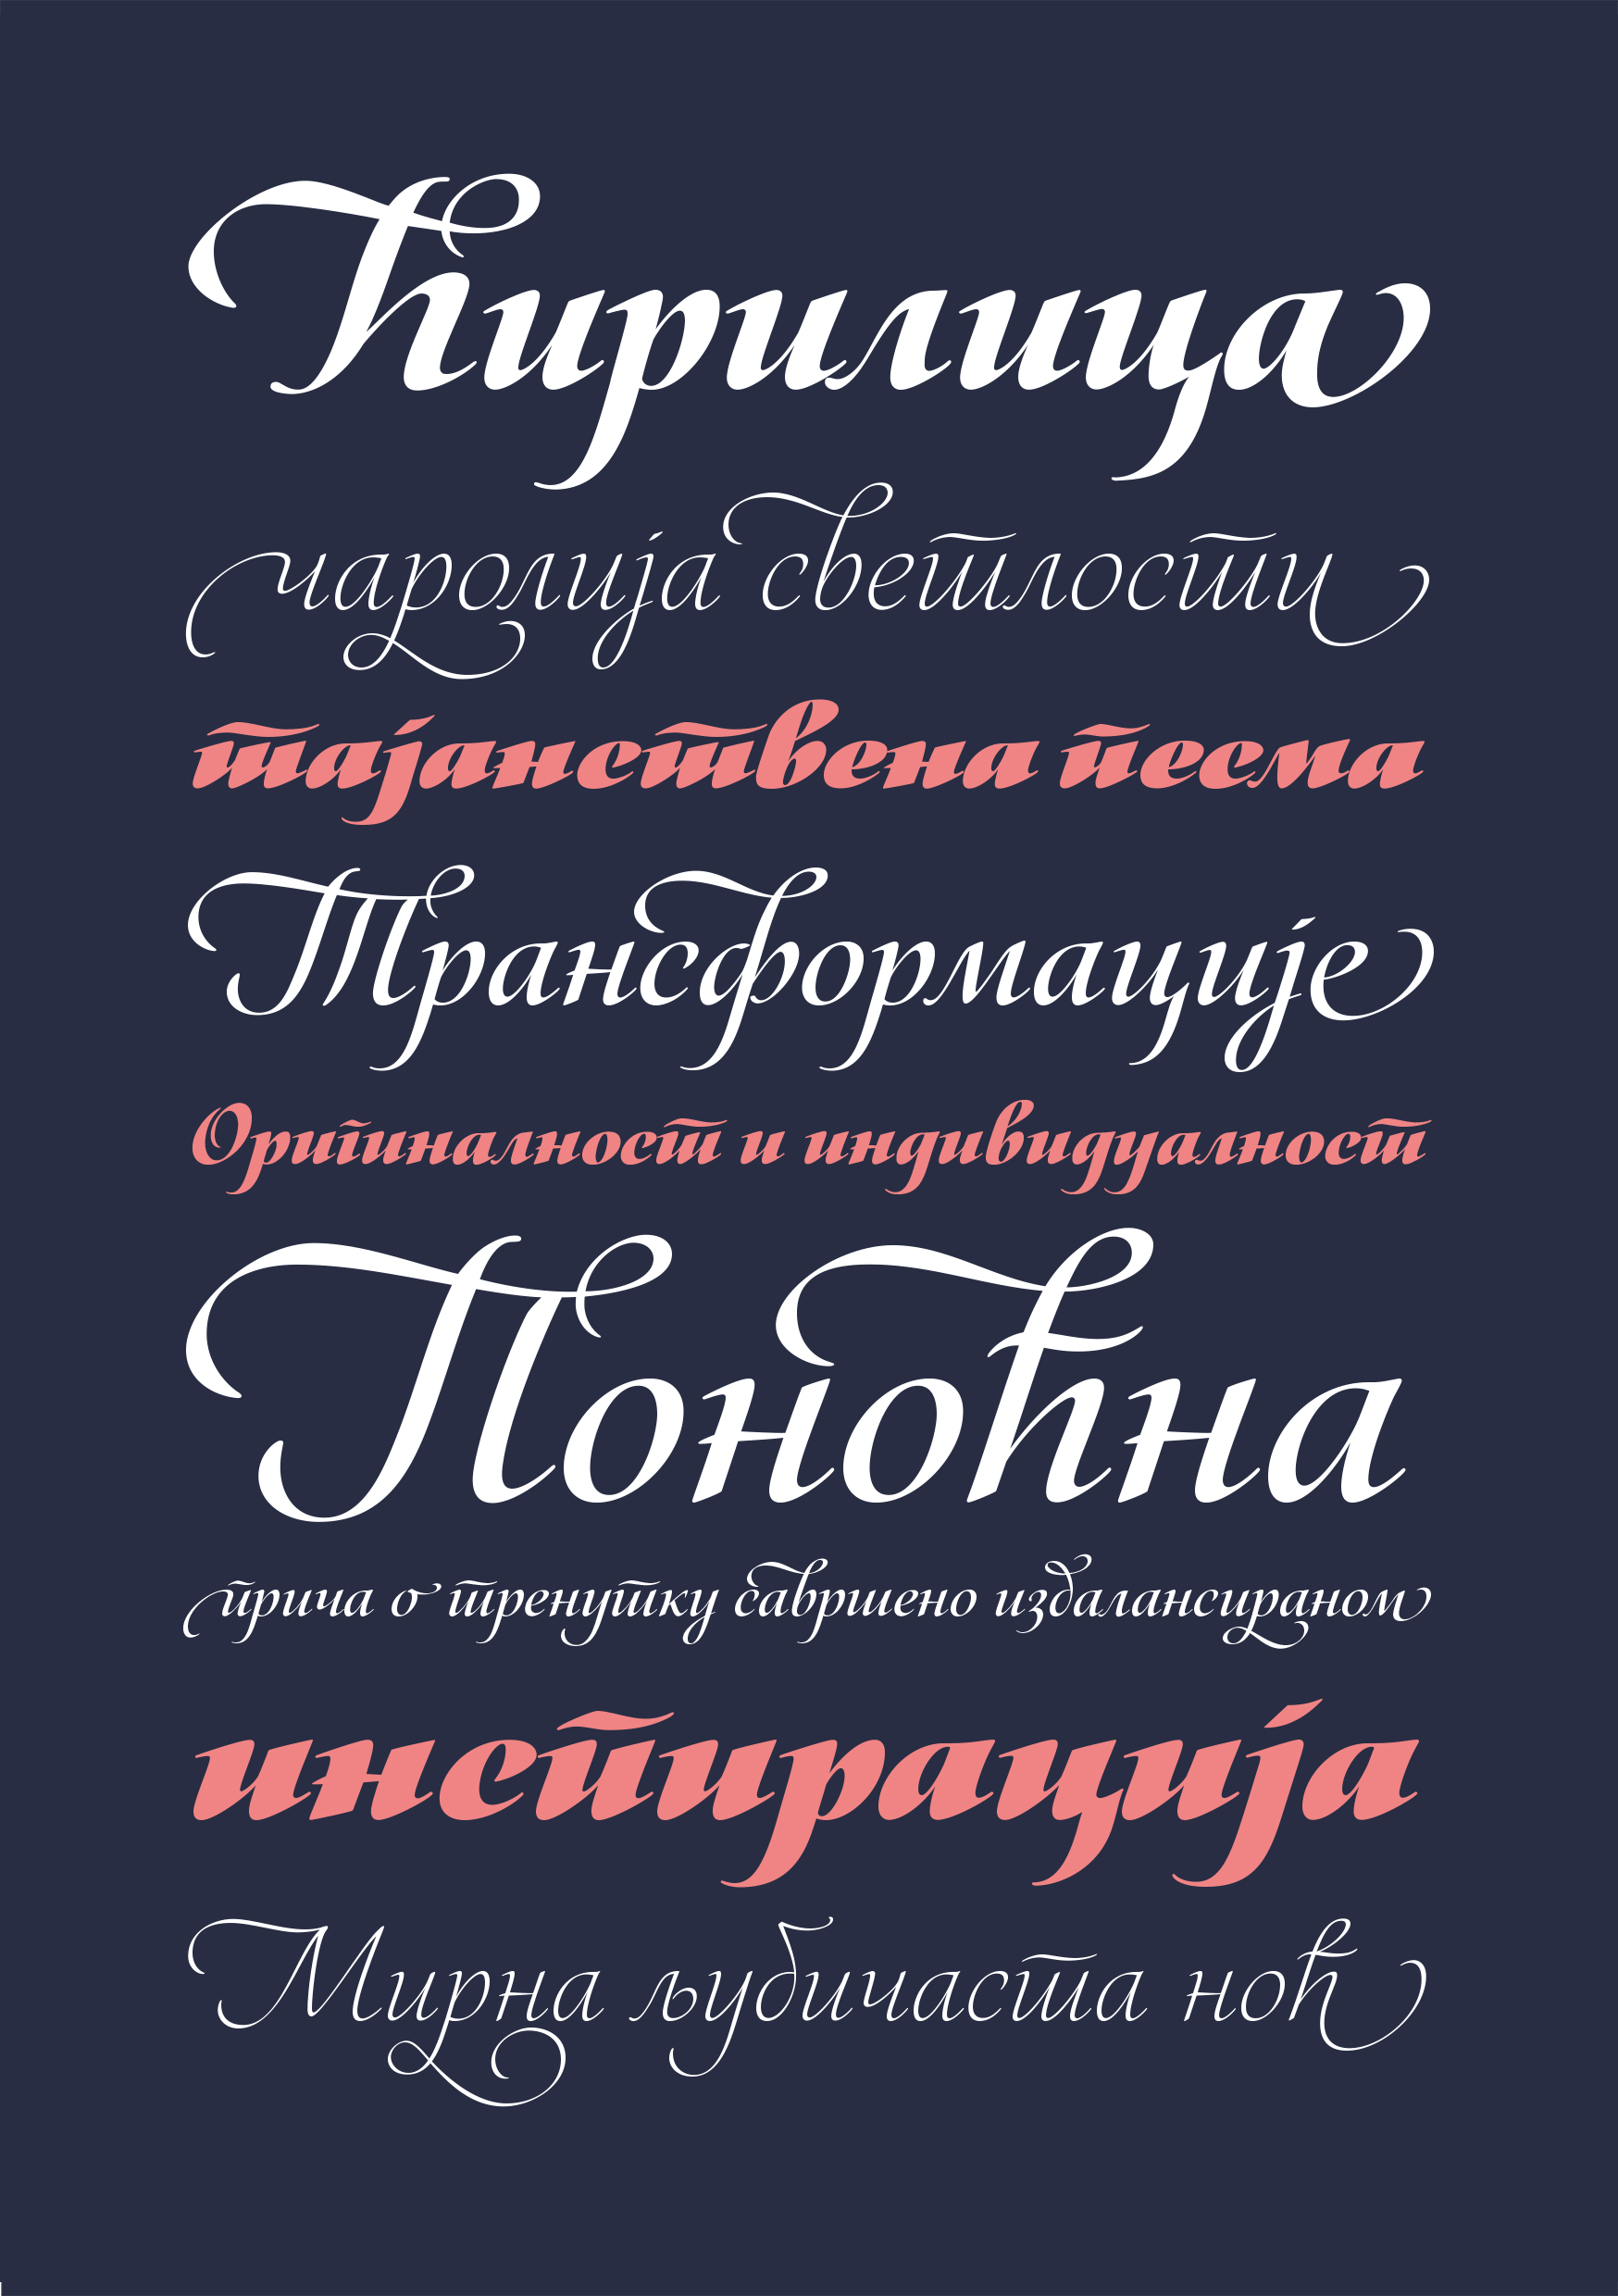 Ћирилица
чаролија светлости
тајанствена песма
Трансформације
Оригиналност и индивидуалност
Поноћна
прича о тренутку савршено избалансираном
инспирација
Мирна љубичаста ноћ